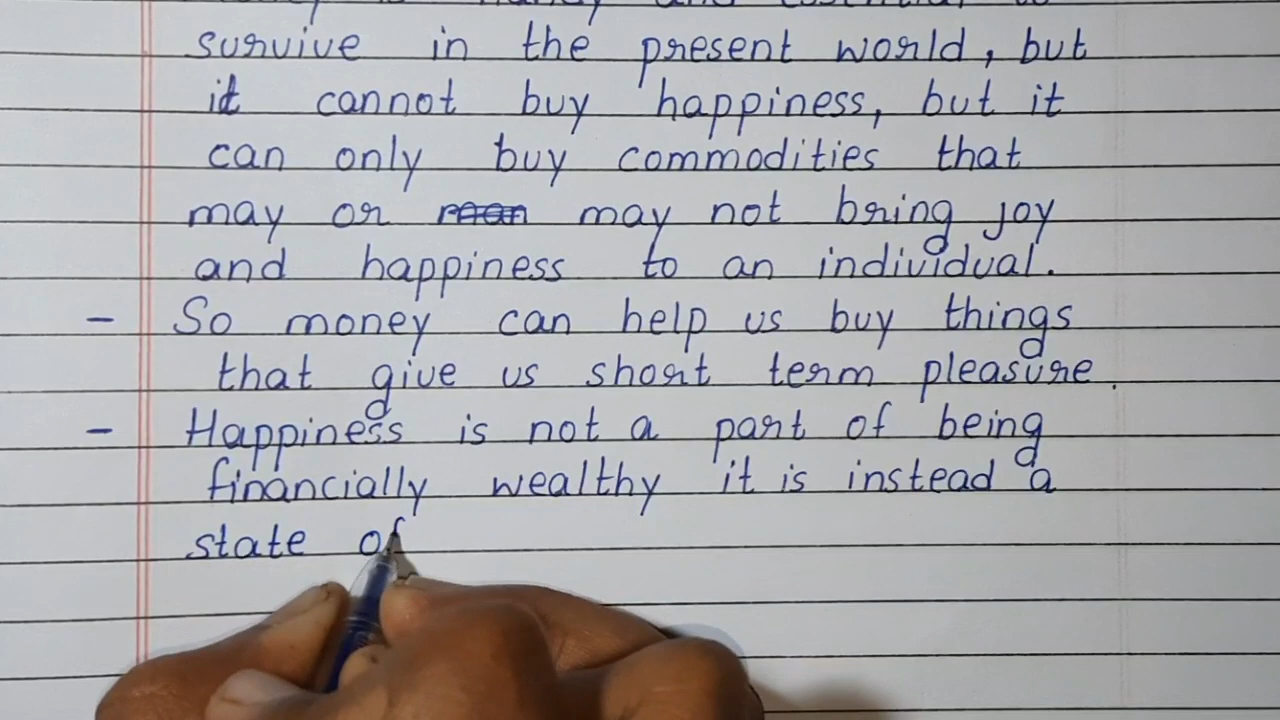 survive in the present world, but
it cannot buy happiness, but it
can only buy commodities that
may or may not bring joy
and happiness to an individual.
- So money can help us buy things
that give us short term pleasure.
- Happiness is not a part of being
financially wealthy it is instead a
state of